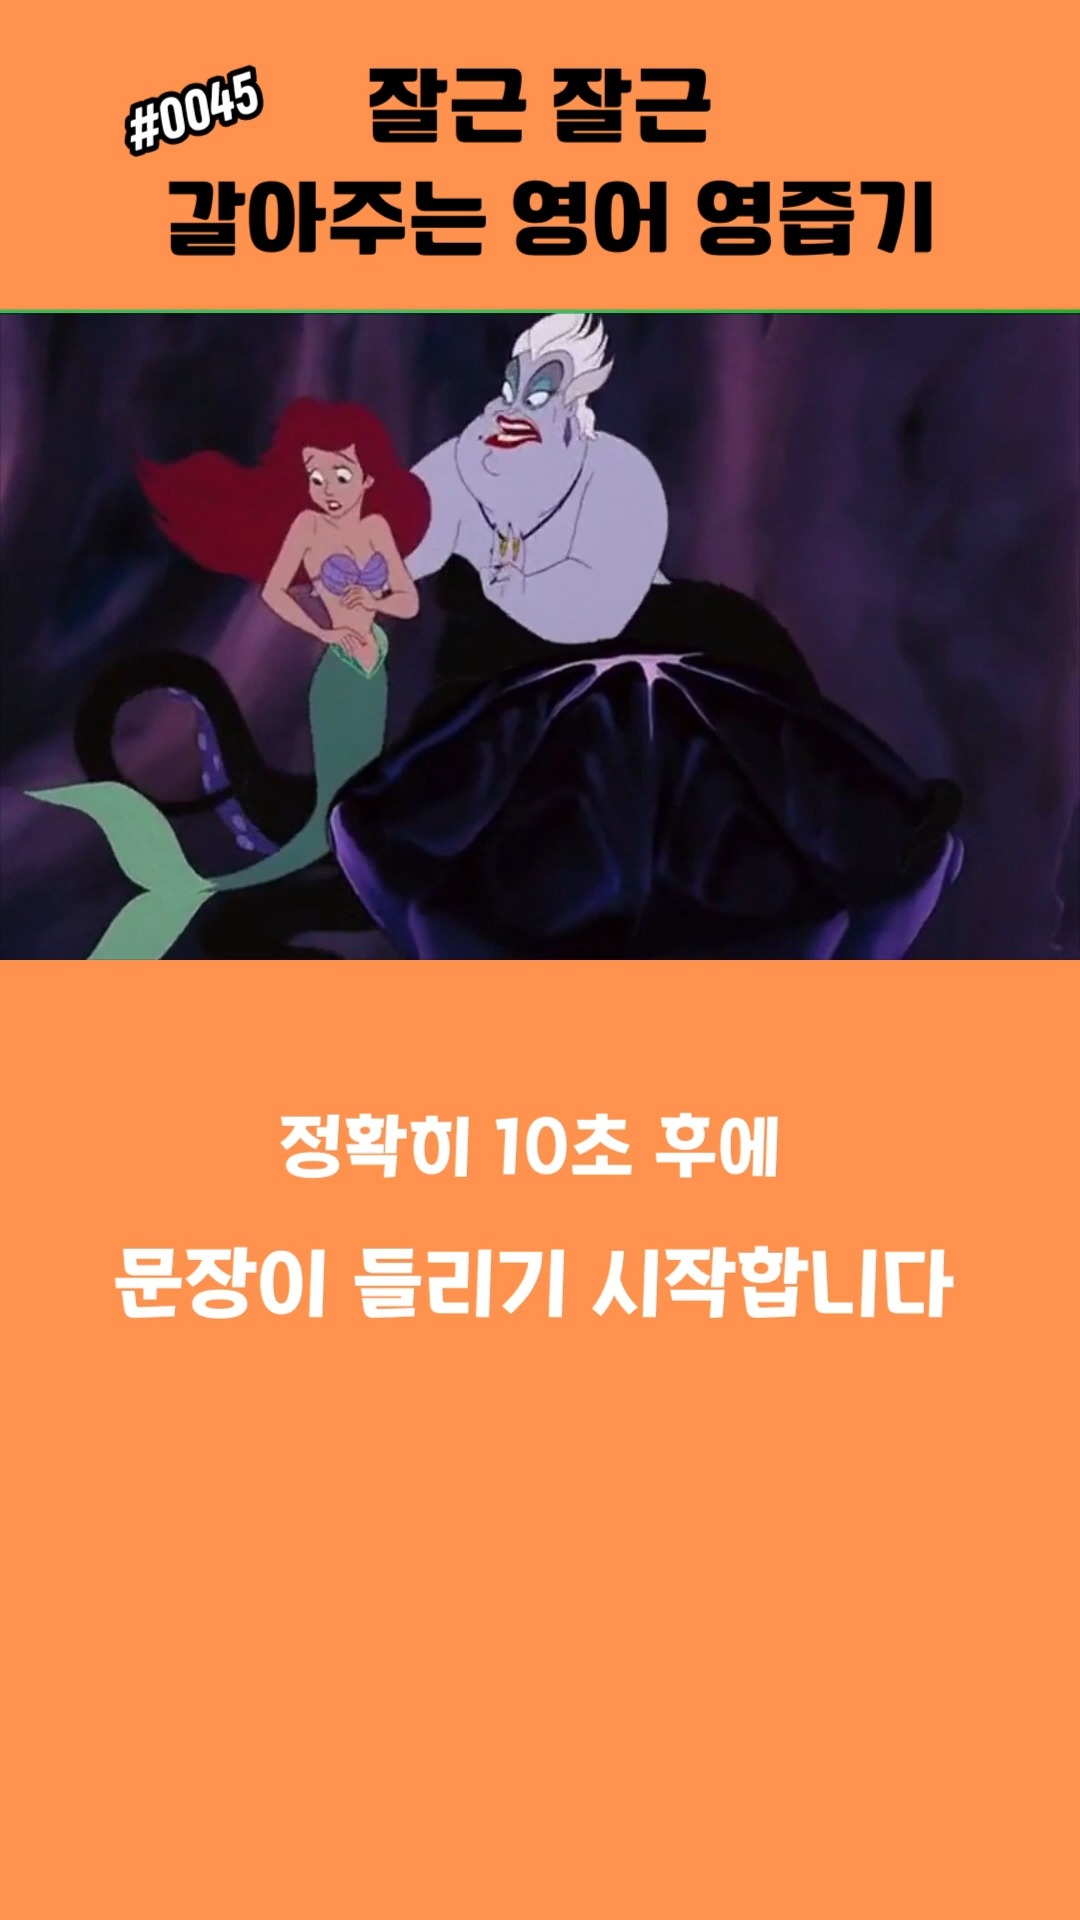 #0045
잘근 잘근
갈아주는 영어 영즙기
정확히 10초 후에
문장이 들리기 시작합니다